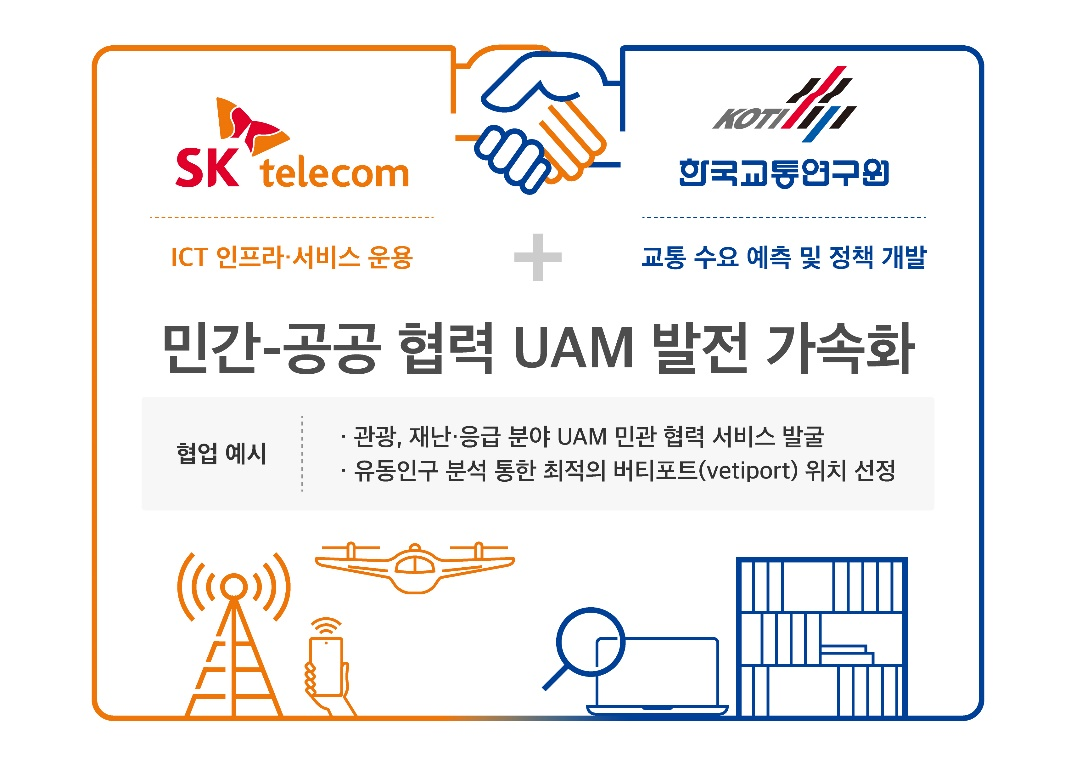 SK telecom
KOTI
한국교통연구원
ICT 인프라·서비스 운용
+
교통 수요 예측 및 정책 개발
민간-공공 협력 UAM 발전 가속화
협업 예시
· 관광, 재난·응급 분야 UAM 민관 협력 서비스 발굴
· 유동인구 분석 통한 최적의 버티포트(vetiport) 위치 선정